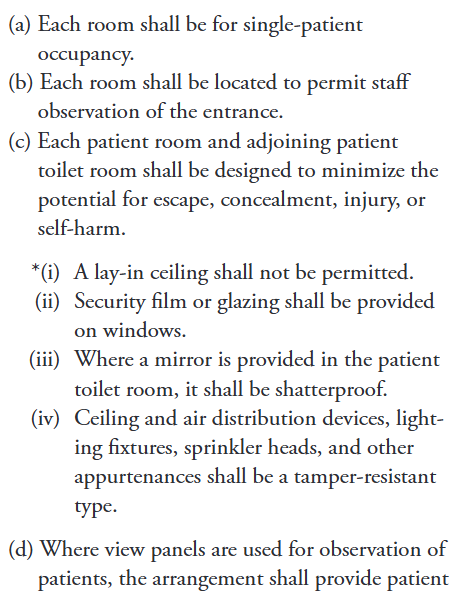 (a) Each room shall be for single-patient
occupancy.
(b) Each room shall be located to permit staff
observation of the entrance.
(c) Each patient room and adjoining patient
toilet room shall be designed to minimize the
potential for escape, concealment, injury, or
self-harm.
*(i) A lay-in ceiling shall not be permitted.
(ii) Security film or glazing shall be provided
on windows.
(iii) Where a mirror is provided in the patient
toilet room, it shall be shatterproof.
(iv) Ceiling and air distribution devices, light-
ing fixtures, sprinkler heads, and other
appurtenances shall be a tamper-resistant
type.
(d) Where view panels are used for observation of
patients, the arrangement shall provide patient